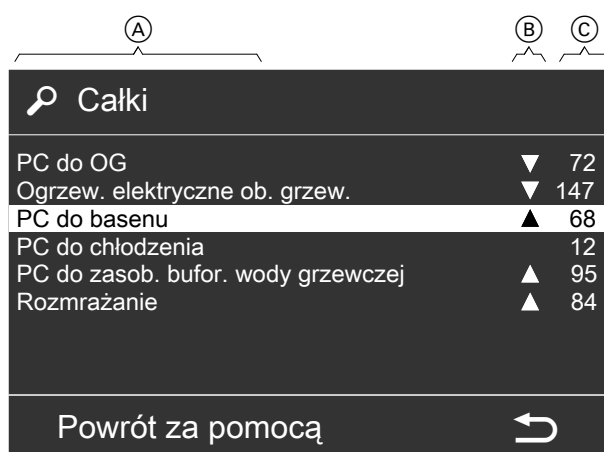 A B C
Całki
PC do OG ▼ 72
Ogrzew. elektryczne ob. grzew. ▼ 147
PC do basenu ▲ 68
PC do chłodzenia 12
PC do zasob. bufor. wody grzewczej ▲ 95
Rozmrażanie ▲ 84
Powrót za pomocą